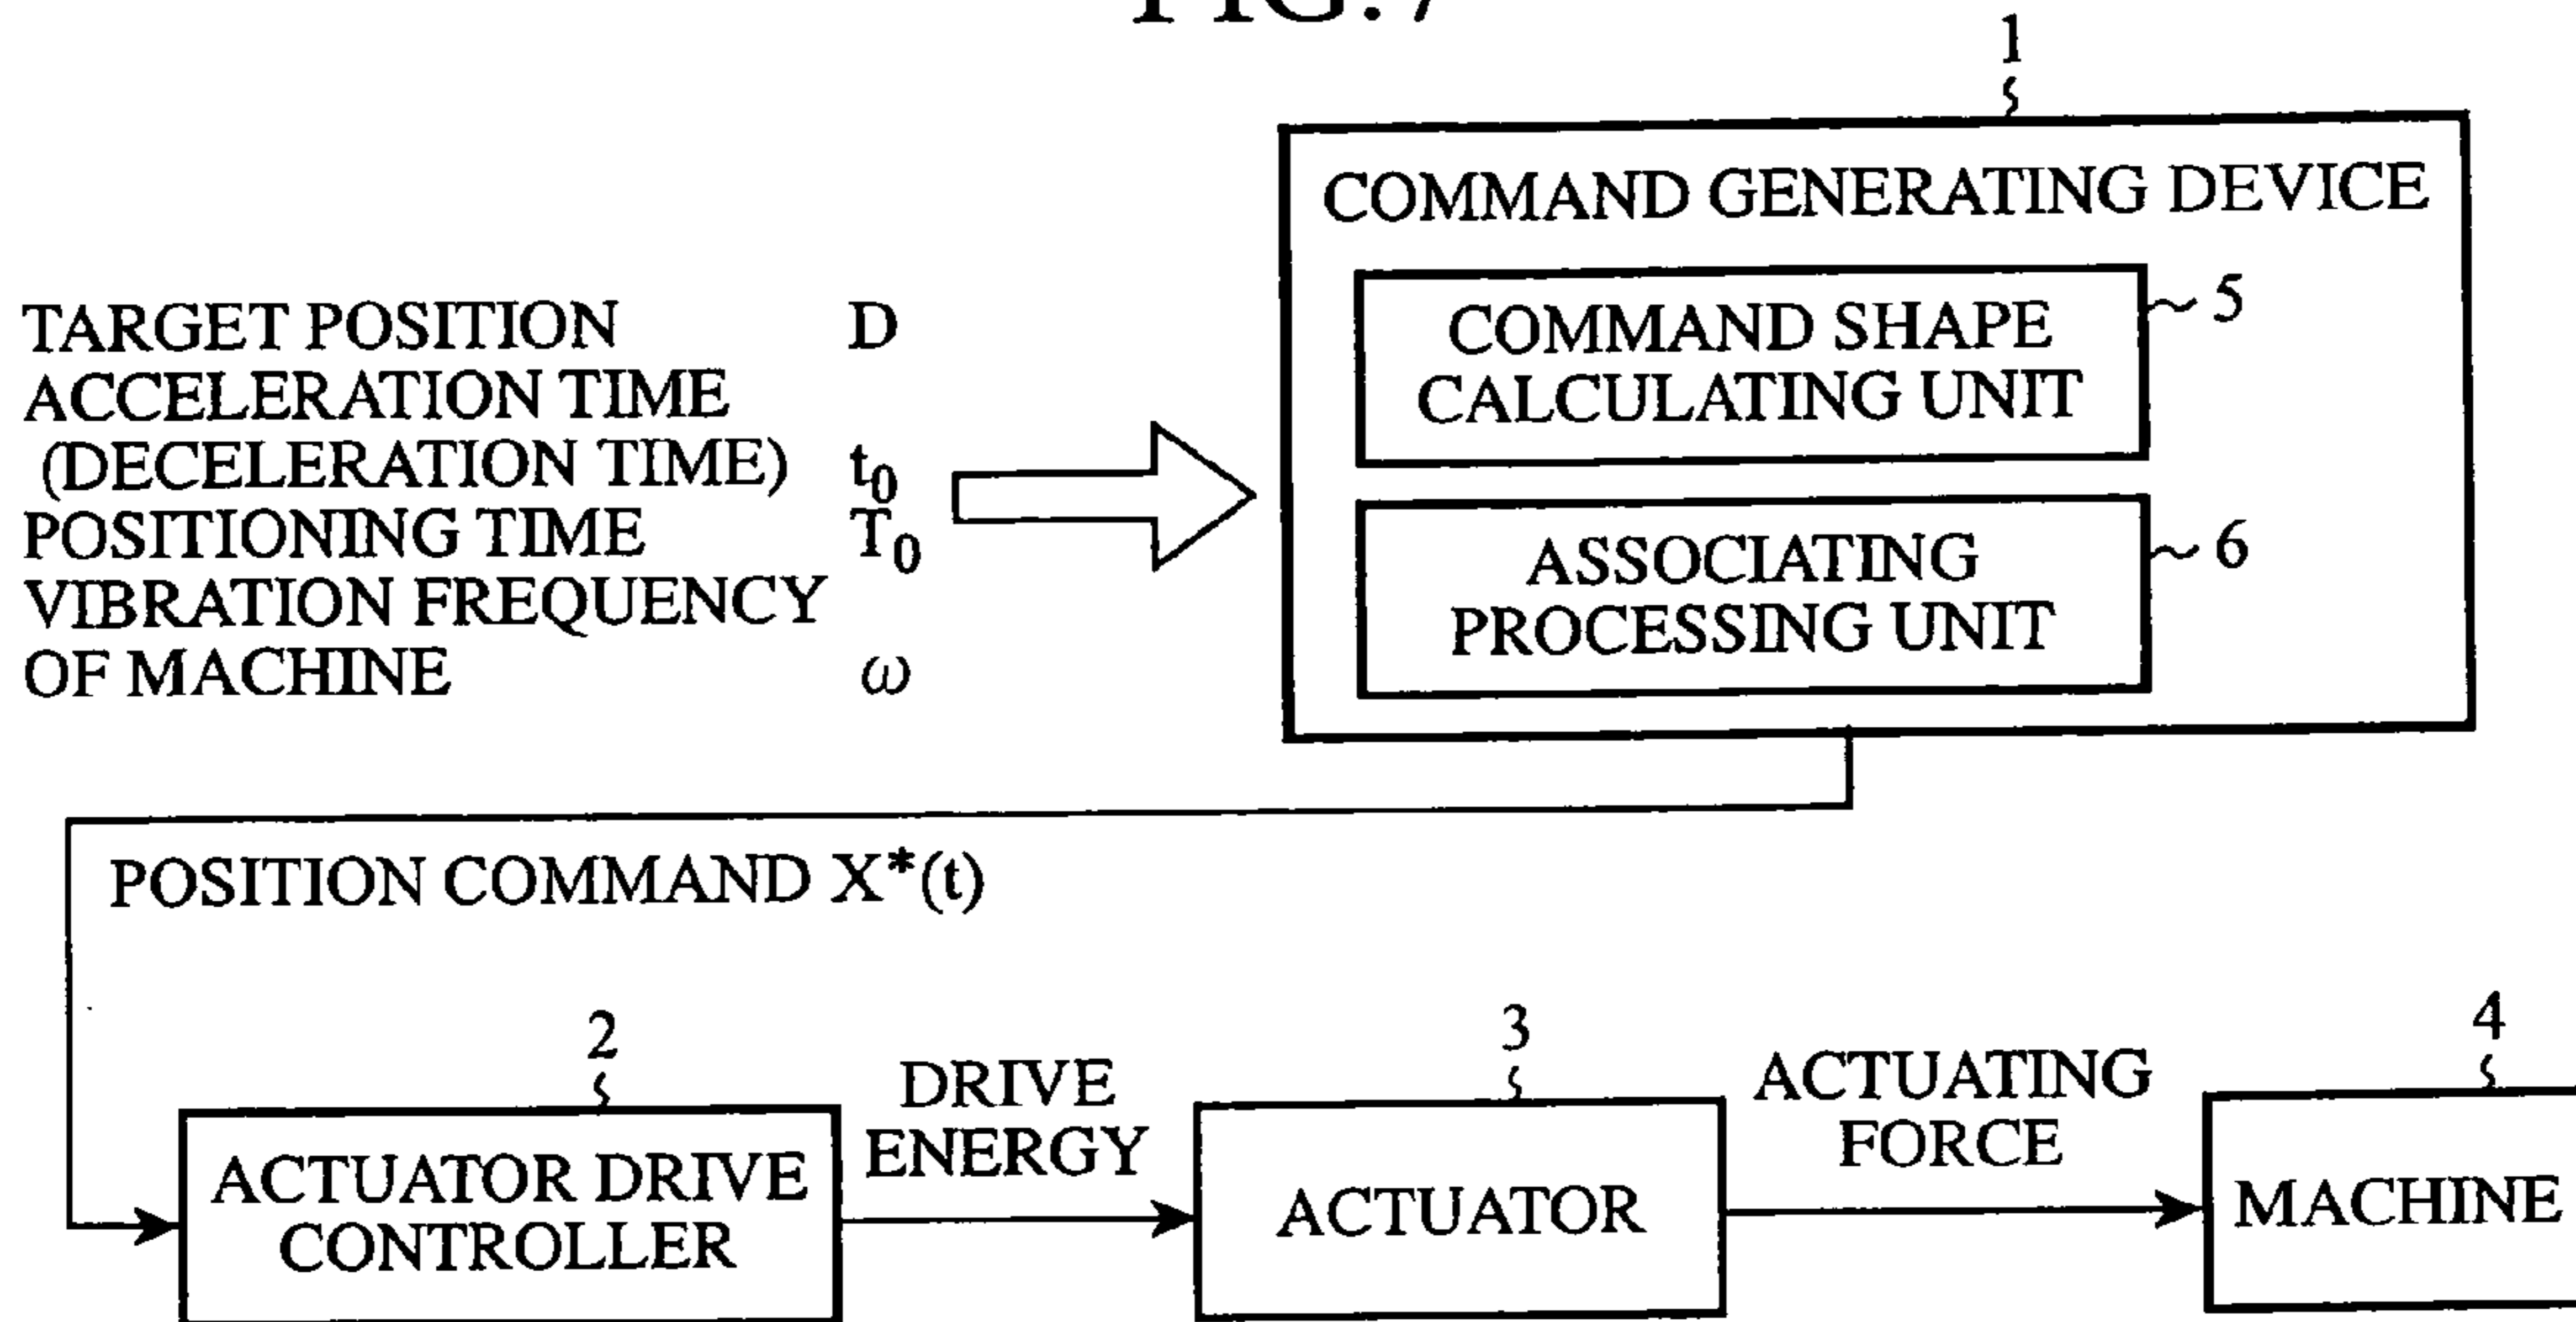 FIG. 7
1
COMMAND GENERATING DEVICE
COMMAND SHAPE
CALCULATING UNIT
5
ASSOCIATING
PROCESSING UNIT
6
TARGET POSITION D
ACCELERATION TIME
(DECELERATION TIME) t₀
POSITIONING TIME T₀
VIBRATION FREQUENCY
OF MACHINE ω
POSITION COMMAND X*(t)
2
ACTUATOR DRIVE
CONTROLLER
DRIVE
ENERGY
3
ACTUATOR
ACTUATING
FORCE
4
MACHINE